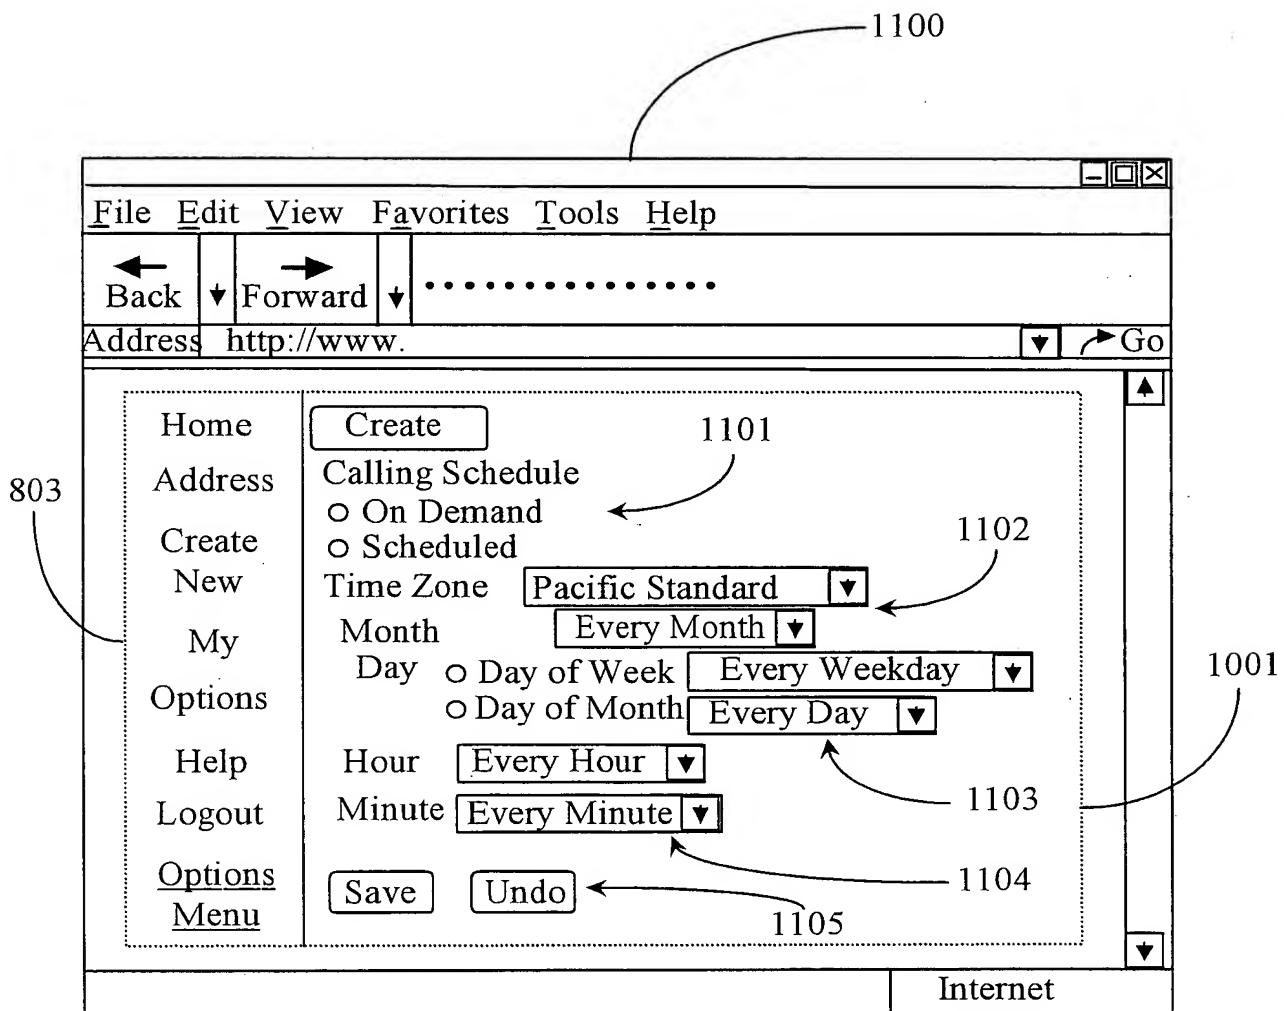 1100
File Edit View Favorites Tools Help
Back Forward
Address http://www. Go
Home
Address
Create
New
My
Options
Help
Logout
Options
Menu
Create
Calling Schedule
On Demand
Scheduled
Time Zone Pacific Standard
Month Every Month
Day Day of Week Every Weekday
Day of Month Every Day
Hour Every Hour
Minute Every Minute
Save Undo
803
1101
1102
1001
1103
1104
1105
Internet